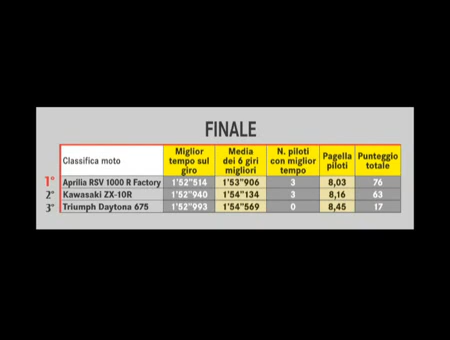 FINALE
Classifica moto | Miglior tempo sul giro | Media dei 6 giri migliori | N. piloti con miglior tempo | Pagella piloti | Punteggio totale
1° Aprilia RSV 1000 R Factory | 1'52"514 | 1'53"906 | 3 | 8,03 | 76
2° Kawasaki ZX-10R | 1'52"940 | 1'54"134 | 3 | 8,16 | 63
3° Triumph Daytona 675 | 1'52"993 | 1'54"569 | 0 | 8,45 | 17